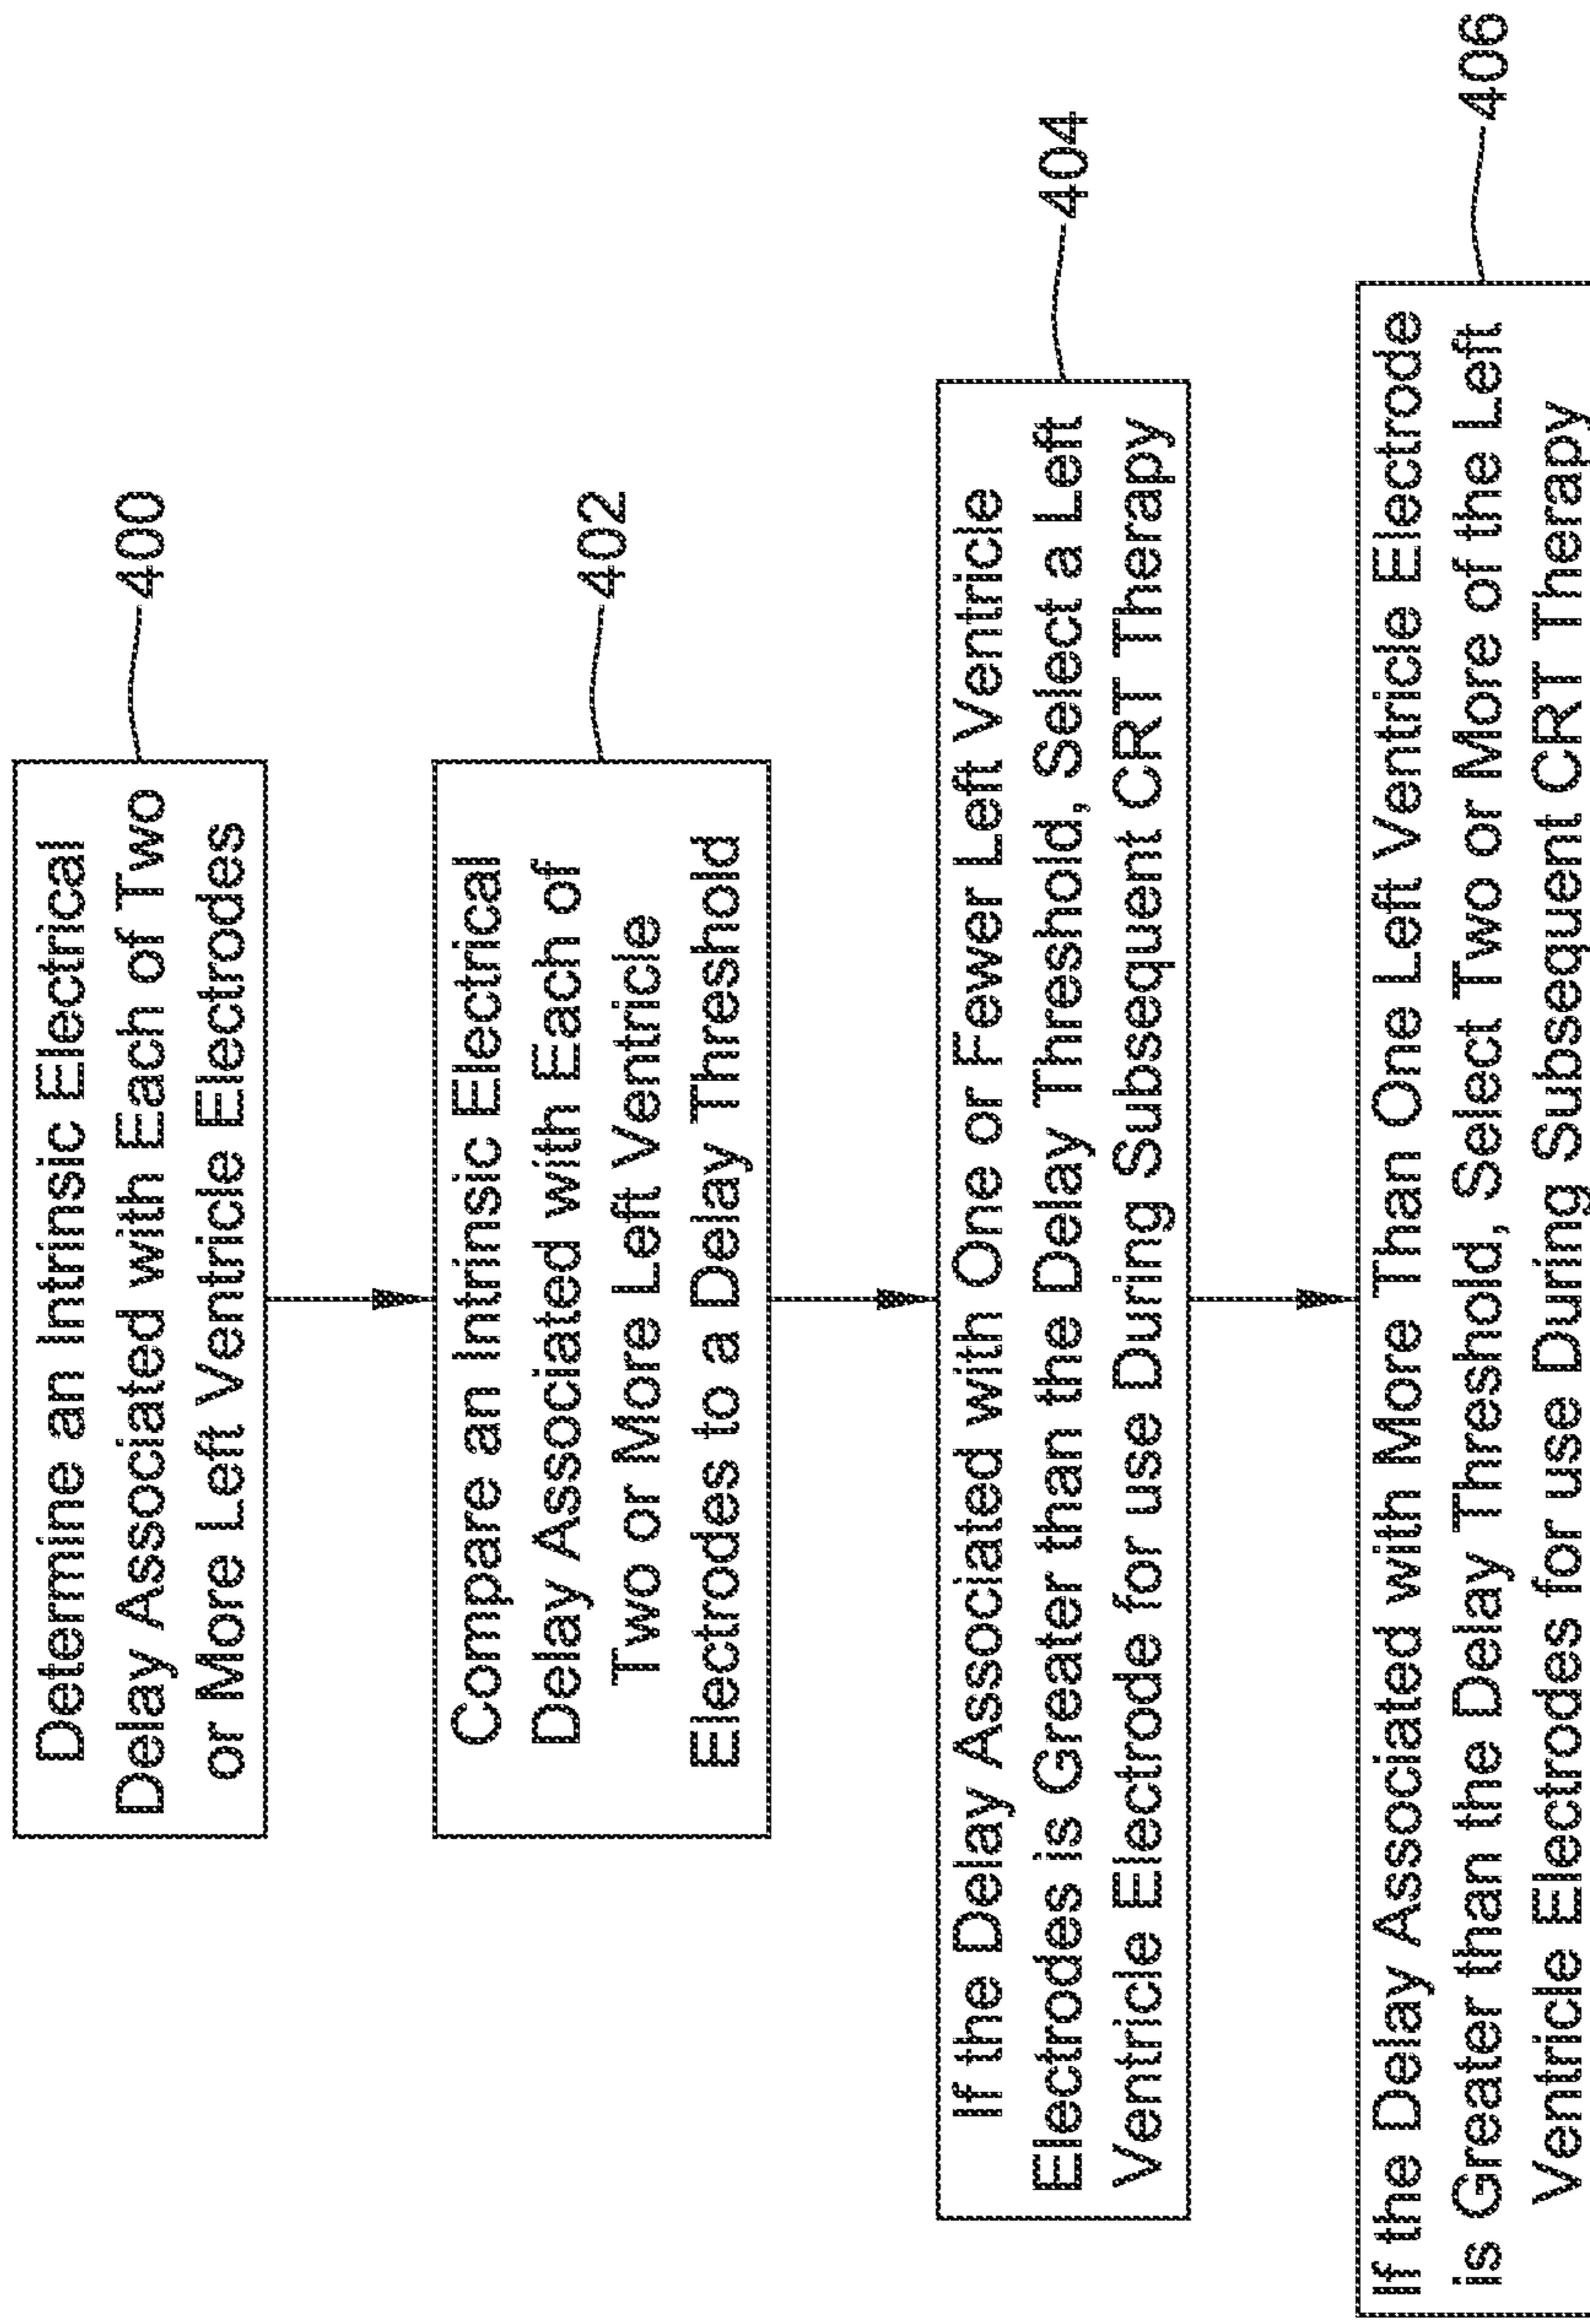 Determine an Intrinsic Electrical
Delay Associated with Each of Two
or More Left Ventricle Electrodes
400
Compare an Intrinsic Electrical
Delay Associated with Each of
Two or More Left Ventricle
Electrodes to a Delay Threshold
402
If the Delay Associated with One or Fewer Left Ventricle
Electrodes is Greater than the Delay Threshold, Select a Left
Ventricle Electrode for use During Subsequent CRT Therapy
404
If the Delay Associated with More Than One Left Ventricle Electrode
is Greater than the Delay Threshold, Select Two or More of the Left
Ventricle Electrodes for use During Subsequent CRT Therapy
406